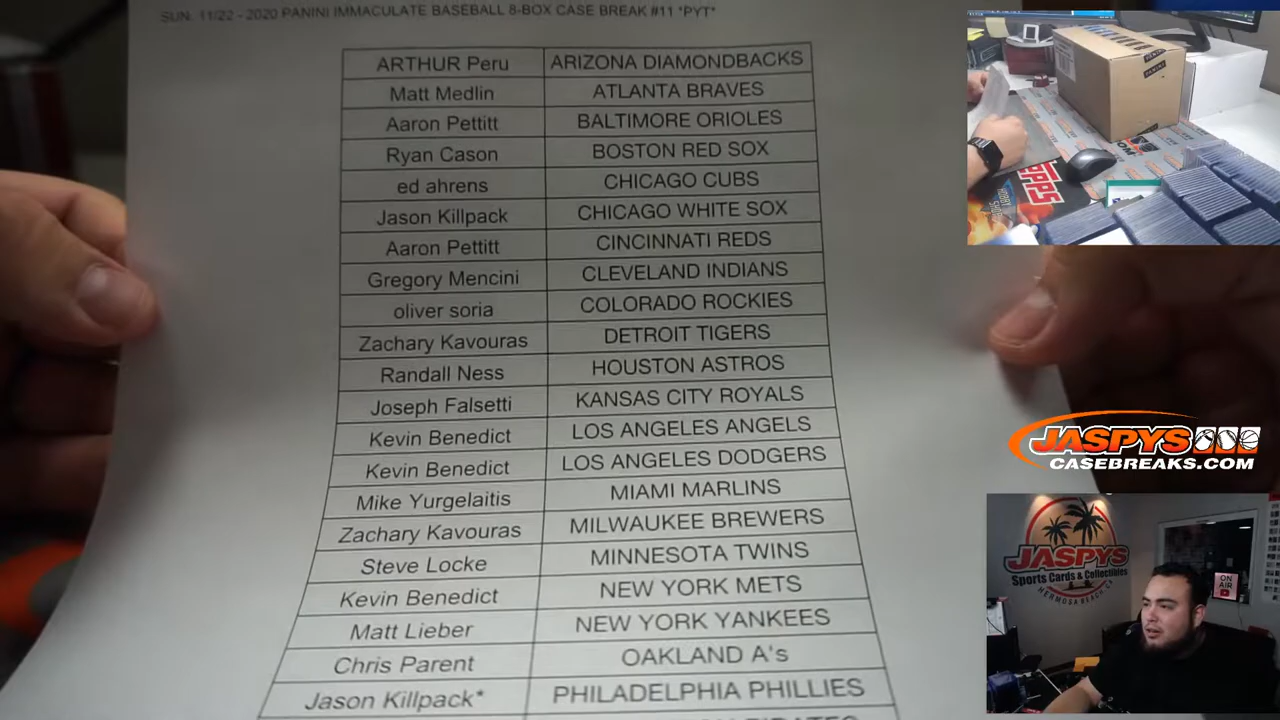 SUN. 11/22 - 2020 PANINI IMMACULATE BASEBALL 8-BOX CASE BREAK #11 *PYT*
ARTHUR Peru ARIZONA DIAMONDBACKS
Matt Medlin ATLANTA BRAVES
Aaron Pettitt BALTIMORE ORIOLES
Ryan Cason BOSTON RED SOX
ed ahrens CHICAGO CUBS
Jason Killpack CHICAGO WHITE SOX
Aaron Pettitt CINCINNATI REDS
Gregory Mencini CLEVELAND INDIANS
oliver soria COLORADO ROCKIES
Zachary Kavouras DETROIT TIGERS
Randall Ness HOUSTON ASTROS
Joseph Falsetti KANSAS CITY ROYALS
Kevin Benedict LOS ANGELES ANGELS
Kevin Benedict LOS ANGELES DODGERS
Mike Yurgelaitis MIAMI MARLINS
Zachary Kavouras MILWAUKEE BREWERS
Steve Locke MINNESOTA TWINS
Kevin Benedict NEW YORK METS
Matt Lieber NEW YORK YANKEES
Chris Parent OAKLAND A's
Jason Killpack* PHILADELPHIA PHILLIES
JASPYS
CASEBREAKS.COM
JASPYS
Sports Cards & Collectibles
HERMOSA BEACH, CA
ON AIR